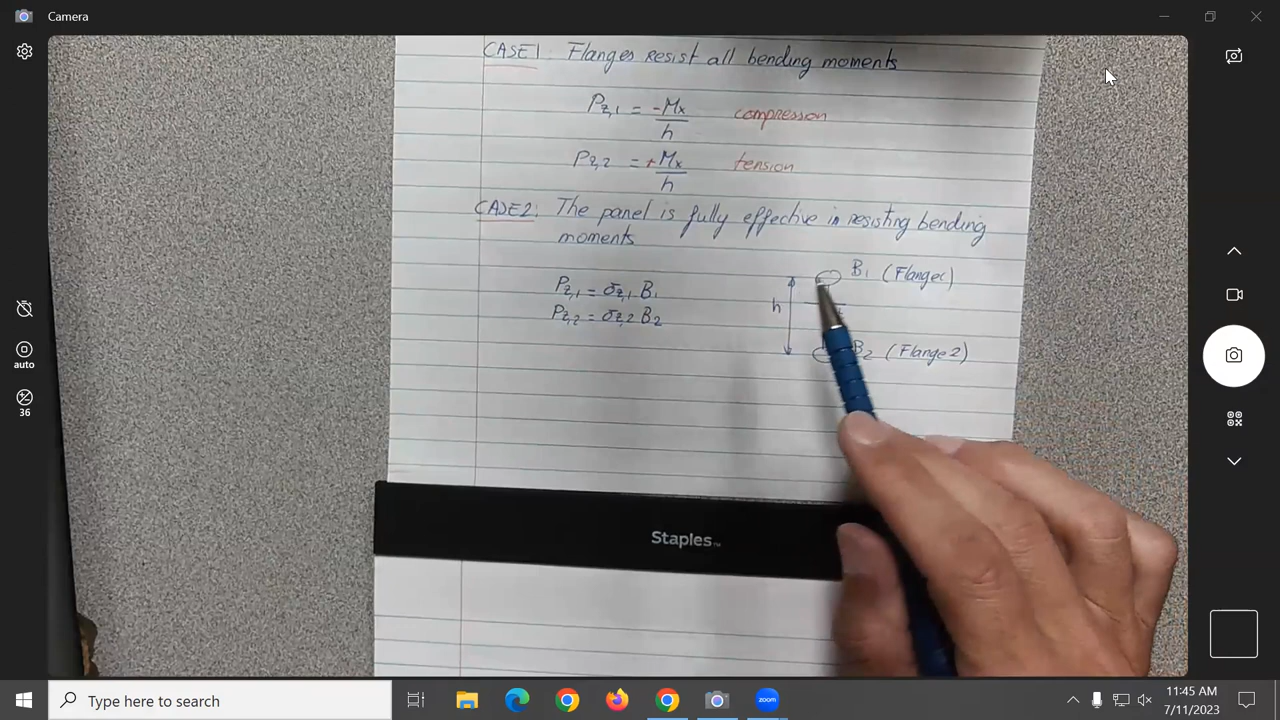 Camera
CASE1: Flanges resist all bending moments
Pz,1 = -Mx/h compression
Pz,2 = +Mx/h tension
CASE2: The panel is fully effective in resisting bending
moments
Pz,1 = σz,1 B1
Pz,2 = σz,2 B2
h
B1 (Flange1)
B2 (Flange2)
auto
36
Staples
Type here to search
zoom
11:45 AM
7/11/2023